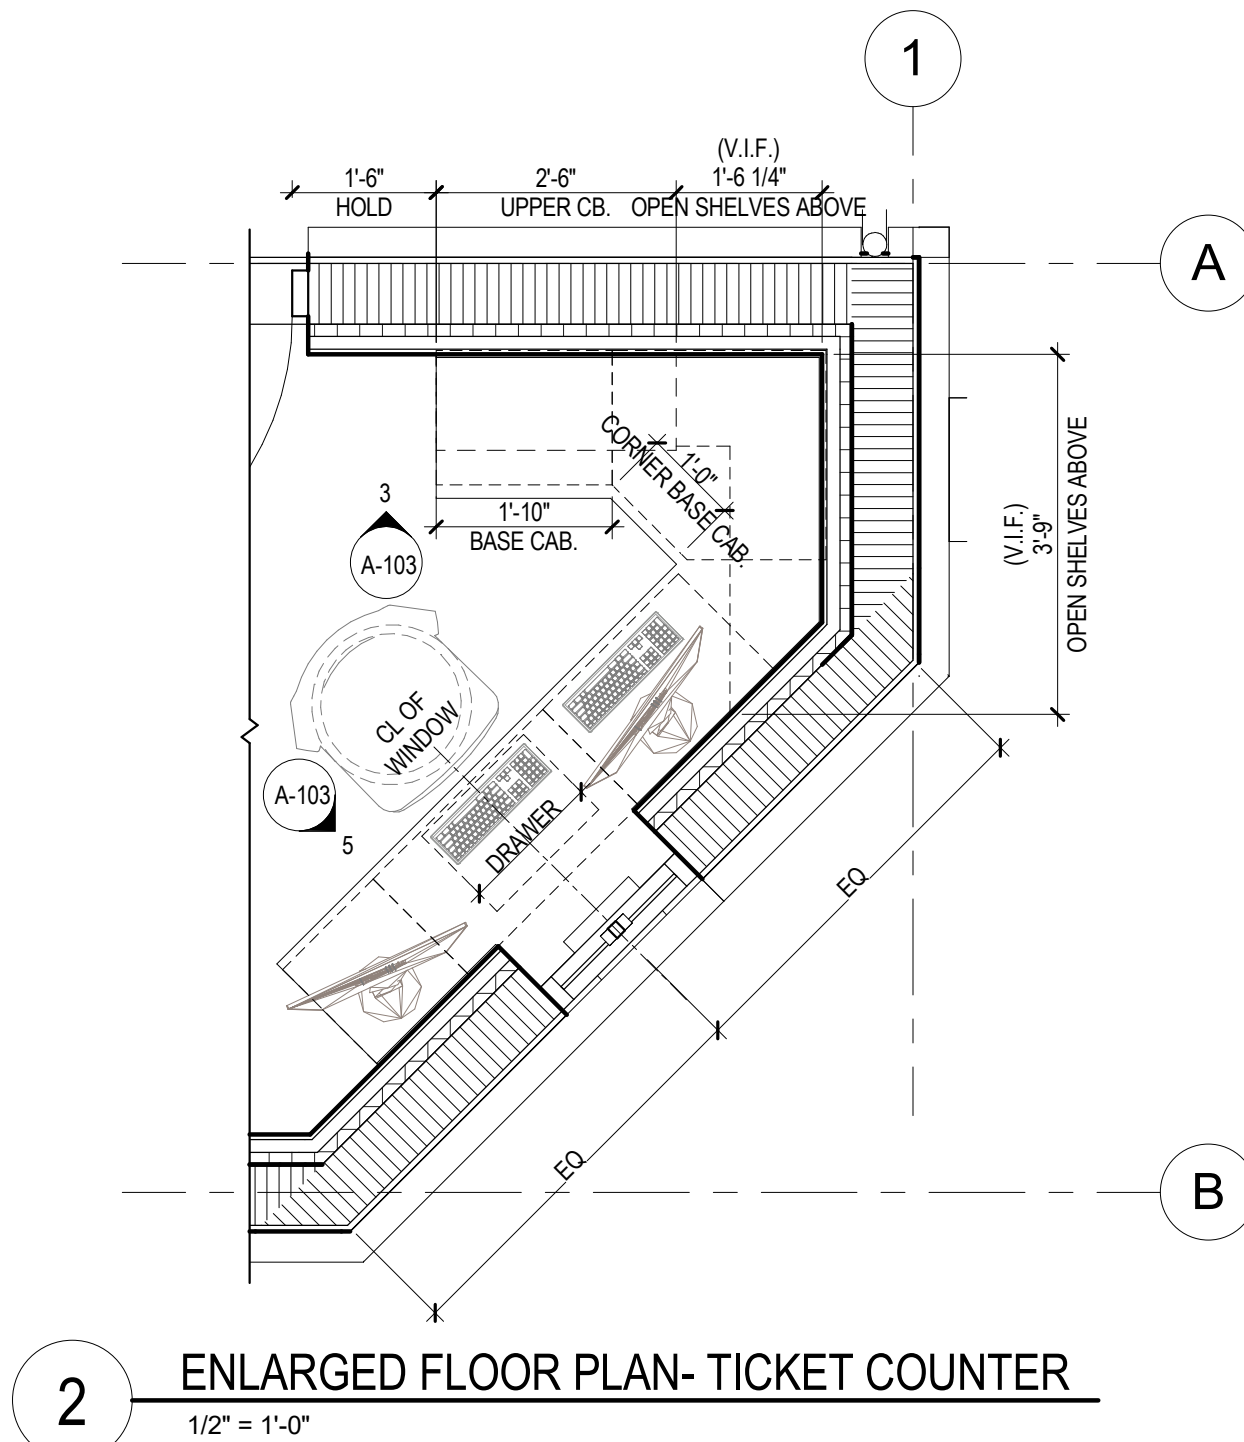 1
(V.I.F.)
1'-6"
2'-6"
1'-6 1/4"
HOLD
UPPER CB.
OPEN SHELVES ABOVE
A
CORNER BASE CAB.
1'-0"
3
1'-10"
BASE CAB.
A-103
(V.I.F.)
3'-9"
OPEN SHELVES ABOVE
CL OF
WINDOW
A-103
5
DRAWER
EQ
EQ
B
2
ENLARGED FLOOR PLAN- TICKET COUNTER
1/2" = 1'-0"